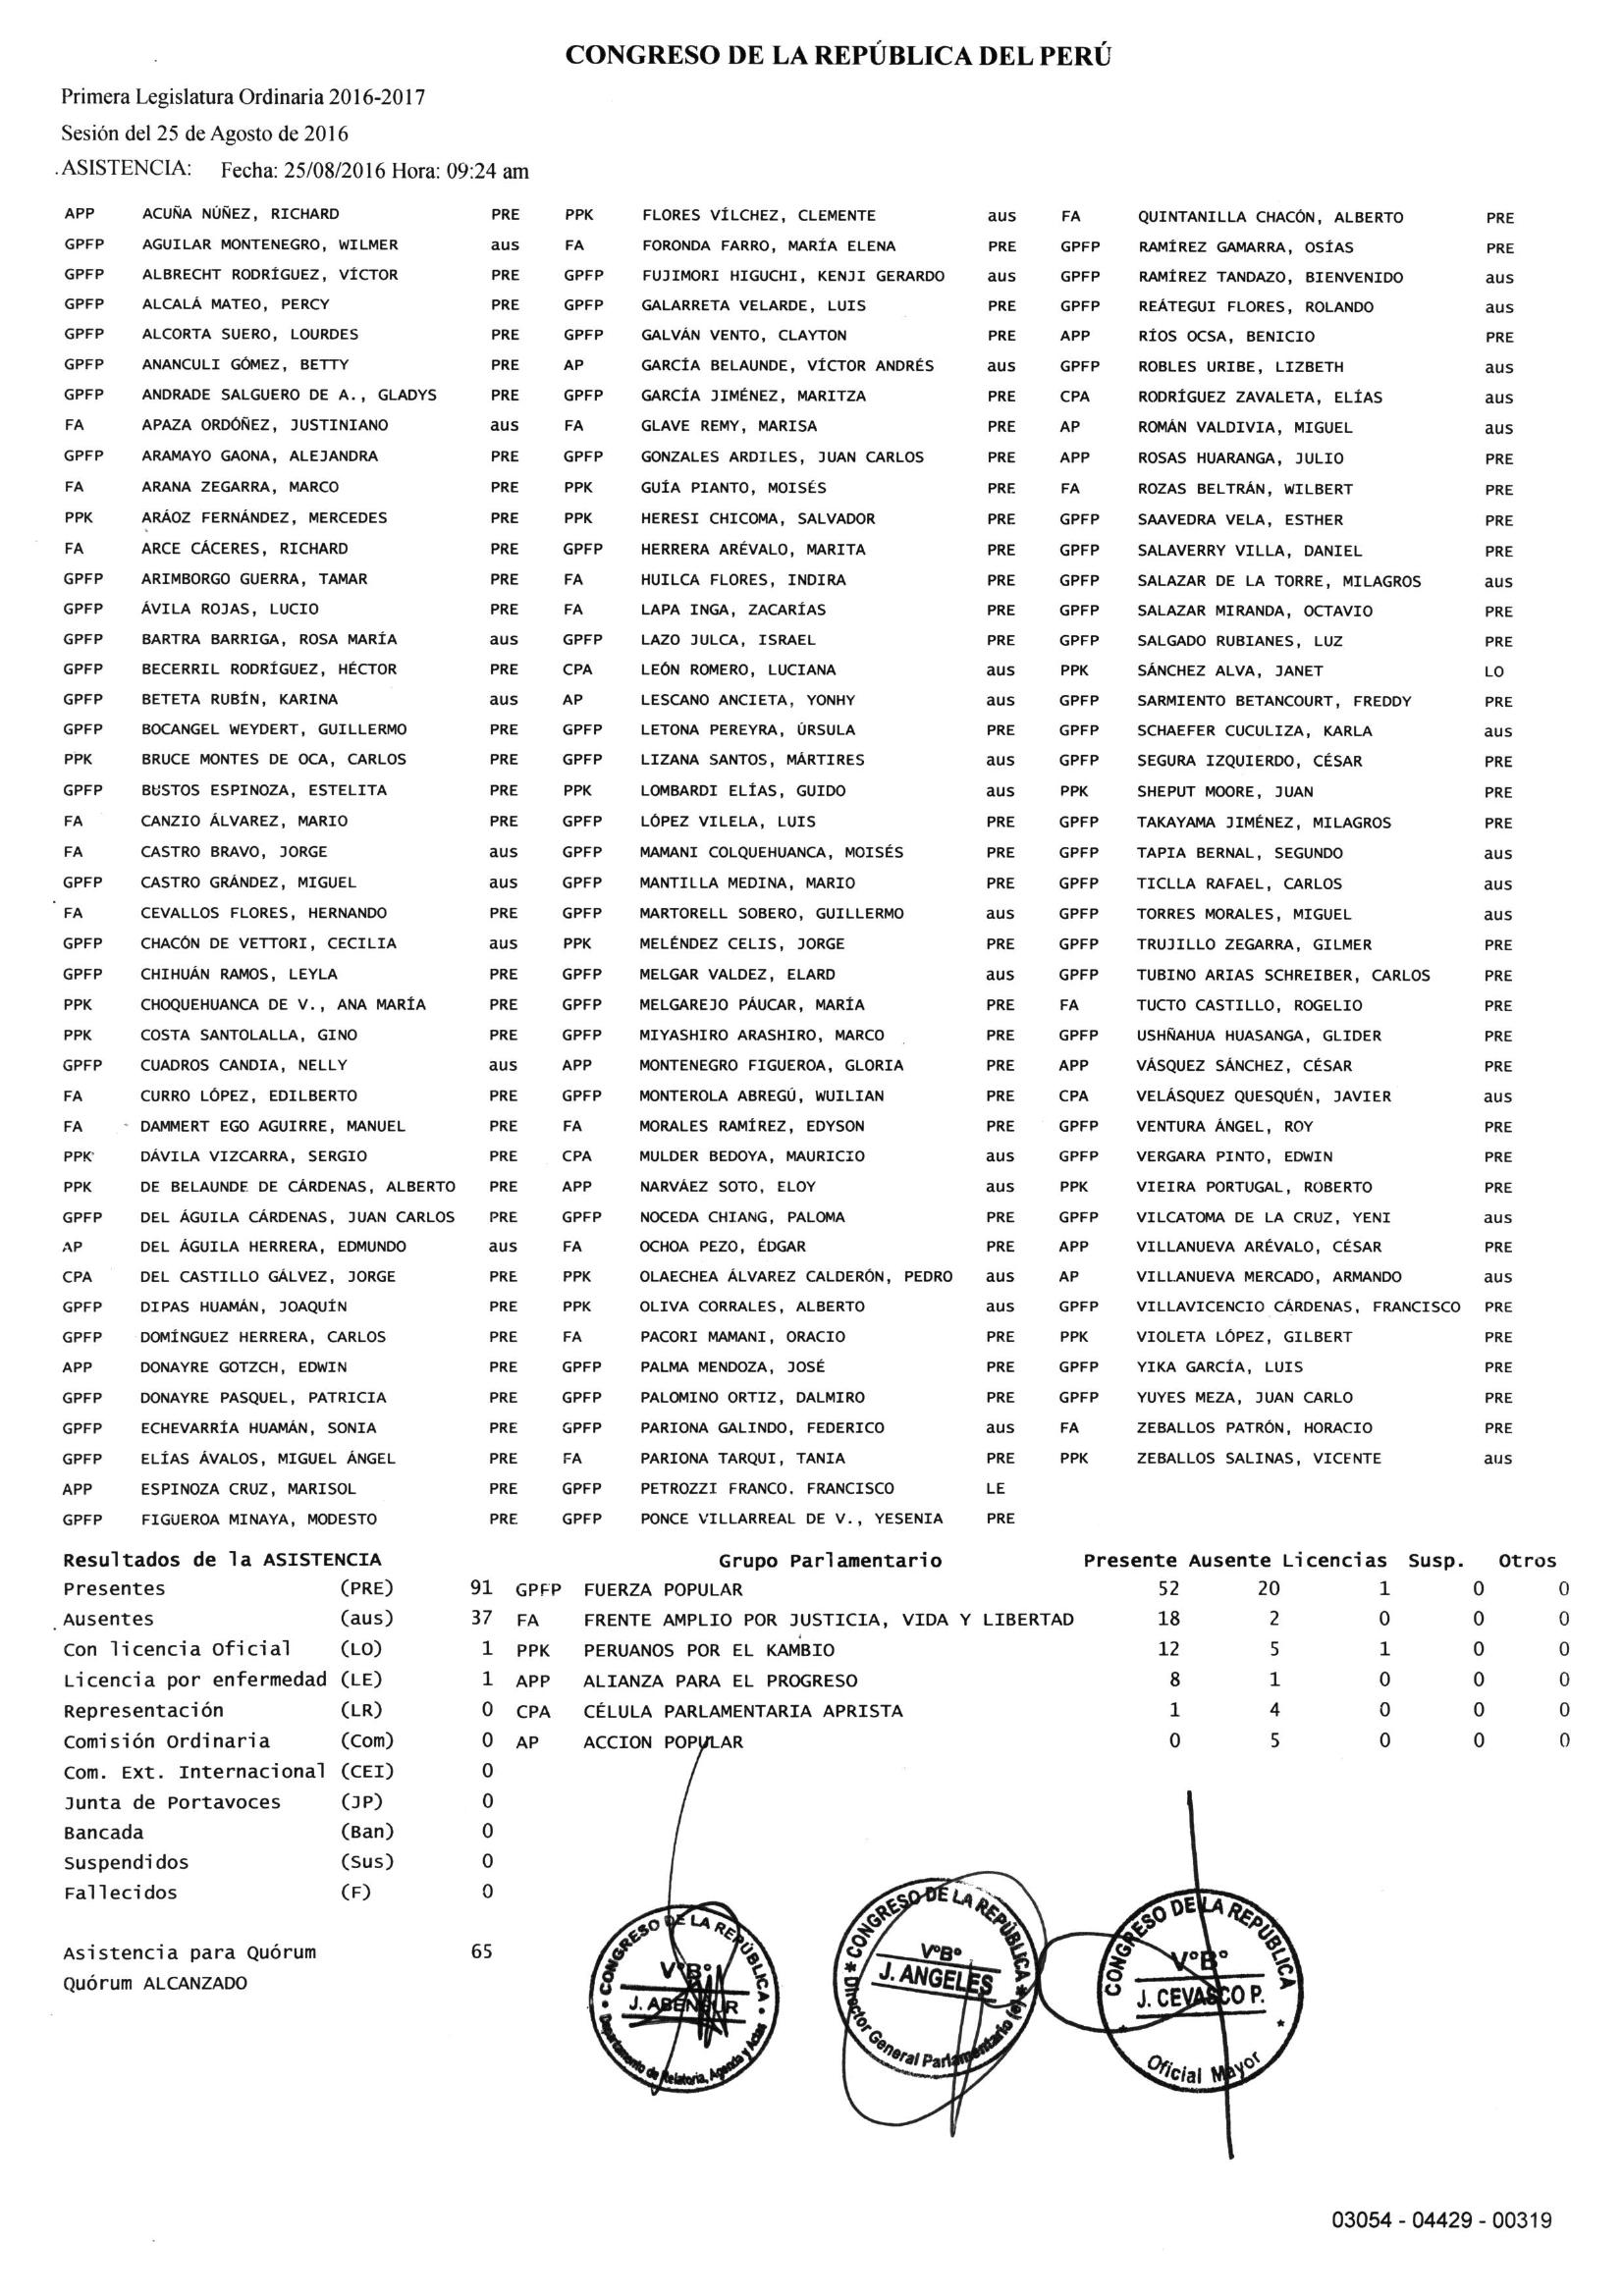 CONGRESO DE LA REPÚBLICA DEL PERÚ
Primera Legislatura Ordinaria 2016-2017
Sesión del 25 de Agosto de 2016
ASISTENCIA: Fecha: 25/08/2016 Hora: 09:24 am
APP ACUÑA NÚÑEZ, RICHARD PRE PPK FLORES VÍLCHEZ, CLEMENTE aus FA QUINTANILLA CHACÓN, ALBERTO PRE
GPFP AGUILAR MONTENEGRO, WILMER aus FA FORONDA FARRO, MARÍA ELENA PRE GPFP RAMÍREZ GAMARRA, OSÍAS PRE
GPFP ALBRECHT RODRÍGUEZ, VÍCTOR PRE GPFP FUJIMORI HIGUCHI, KENJI GERARDO aus GPFP RAMÍREZ TANDAZO, BIENVENIDO aus
GPFP ALCALÁ MATEO, PERCY PRE GPFP GALARRETA VELARDE, LUIS PRE GPFP REÁTEGUI FLORES, ROLANDO aus
GPFP ALCORTA SUERO, LOURDES PRE GPFP GALVÁN VENTO, CLAYTON PRE APP RÍOS OCSA, BENICIO PRE
GPFP ANANCULI GÓMEZ, BETTY PRE AP GARCÍA BELAUNDE, VÍCTOR ANDRÉS aus GPFP ROBLES URIBE, LIZBETH aus
GPFP ANDRADE SALGUERO DE A., GLADYS PRE GPFP GARCÍA JIMÉNEZ, MARITZA PRE CPA RODRÍGUEZ ZAVALETA, ELÍAS aus
FA APAZA ORDÓÑEZ, JUSTINIANO aus FA GLAVE REMY, MARISA PRE AP ROMÁN VALDIVIA, MIGUEL aus
GPFP ARAMAYO GAONA, ALEJANDRA PRE GPFP GONZALES ARDILES, JUAN CARLOS PRE APP ROSAS HUARANGA, JULIO PRE
FA ARANA ZEGARRA, MARCO PRE PPK GUÍA PIANTO, MOISÉS PRE FA ROZAS BELTRÁN, WILBERT PRE
PPK ARÁOZ FERNÁNDEZ, MERCEDES PRE PPK HERESI CHICOMA, SALVADOR PRE GPFP SAAVEDRA VELA, ESTHER PRE
FA ARCE CÁCERES, RICHARD PRE GPFP HERRERA ARÉVALO, MARITA PRE GPFP SALAVERRY VILLA, DANIEL PRE
GPFP ARIMBORGO GUERRA, TAMAR PRE FA HUILCA FLORES, INDIRA PRE GPFP SALAZAR DE LA TORRE, MILAGROS aus
GPFP ÁVILA ROJAS, LUCIO PRE FA LAPA INGA, ZACARÍAS PRE GPFP SALAZAR MIRANDA, OCTAVIO PRE
GPFP BARTRA BARRIGA, ROSA MARÍA aus GPFP LAZO JULCA, ISRAEL PRE GPFP SALGADO RUBIANES, LUZ PRE
GPFP BECERRIL RODRÍGUEZ, HÉCTOR PRE CPA LEÓN ROMERO, LUCIANA aus PPK SÁNCHEZ ALVA, JANET LO
GPFP BETETA RUBÍN, KARINA aus AP LESCANO ANCIETA, YONHY aus GPFP SARMIENTO BETANCOURT, FREDDY PRE
GPFP BOCANGEL WEYDERT, GUILLERMO PRE GPFP LETONA PEREYRA, ÚRSULA PRE GPFP SCHAEFER CUCULIZA, KARLA aus
PPK BRUCE MONTES DE OCA, CARLOS PRE GPFP LIZANA SANTOS, MÁRTIRES aus GPFP SEGURA IZQUIERDO, CÉSAR PRE
GPFP BUSTOS ESPINOZA, ESTELITA PRE PPK LOMBARDI ELÍAS, GUIDO aus PPK SHEPUT MOORE, JUAN PRE
FA CANZIO ÁLVAREZ, MARIO PRE GPFP LÓPEZ VILELA, LUIS PRE GPFP TAKAYAMA JIMÉNEZ, MILAGROS PRE
FA CASTRO BRAVO, JORGE aus GPFP MAMANI COLQUEHUANCA, MOISÉS PRE GPFP TAPIA BERNAL, SEGUNDO aus
GPFP CASTRO GRÁNDEZ, MIGUEL aus GPFP MANTILLA MEDINA, MARIO PRE GPFP TICLLA RAFAEL, CARLOS aus
FA CEVALLOS FLORES, HERNANDO PRE GPFP MARTORELL SOBERO, GUILLERMO aus GPFP TORRES MORALES, MIGUEL aus
GPFP CHACÓN DE VETTORI, CECILIA aus PPK MELÉNDEZ CELIS, JORGE PRE GPFP TRUJILLO ZEGARRA, GILMER PRE
GPFP CHIHUÁN RAMOS, LEYLA PRE GPFP MELGAR VALDEZ, ELARD aus GPFP TUBINO ARIAS SCHREIBER, CARLOS PRE
PPK CHOQUEHUANCA DE V., ANA MARÍA PRE GPFP MELGAREJO PÁUCAR, MARÍA PRE FA TUCTO CASTILLO, ROGELIO PRE
PPK COSTA SANTOLALLA, GINO PRE GPFP MIYASHIRO ARASHIRO, MARCO PRE GPFP USHÑAHUA HUASANGA, GLIDER PRE
GPFP CUADROS CANDIA, NELLY aus APP MONTENEGRO FIGUEROA, GLORIA PRE APP VÁSQUEZ SÁNCHEZ, CÉSAR PRE
FA CURRO LÓPEZ, EDILBERTO PRE GPFP MONTEROLA ABREGÚ, WUILIAN PRE CPA VELÁSQUEZ QUESQUÉN, JAVIER aus
FA DAMMERT EGO AGUIRRE, MANUEL PRE FA MORALES RAMÍREZ, EDYSON PRE GPFP VENTURA ÁNGEL, ROY PRE
PPK DÁVILA VIZCARRA, SERGIO PRE CPA MULDER BEDOYA, MAURICIO aus GPFP VERGARA PINTO, EDWIN PRE
PPK DE BELAUNDE DE CÁRDENAS, ALBERTO PRE APP NARVÁEZ SOTO, ELOY aus PPK VIEIRA PORTUGAL, ROBERTO PRE
GPFP DEL ÁGUILA CÁRDENAS, JUAN CARLOS PRE GPFP NOCEDA CHIANG, PALOMA PRE GPFP VILCATOMA DE LA CRUZ, YENI aus
AP DEL ÁGUILA HERRERA, EDMUNDO aus FA OCHOA PEZO, ÉDGAR PRE APP VILLANUEVA ARÉVALO, CÉSAR PRE
CPA DEL CASTILLO GÁLVEZ, JORGE PRE PPK OLAECHEA ÁLVAREZ CALDERÓN, PEDRO aus AP VILLANUEVA MERCADO, ARMANDO aus
GPFP DIPAS HUAMÁN, JOAQUÍN PRE PPK OLIVA CORRALES, ALBERTO aus GPFP VILLAVICENCIO CÁRDENAS, FRANCISCO PRE
GPFP DOMÍNGUEZ HERRERA, CARLOS PRE FA PACORI MAMANI, ORACIO PRE PPK VIOLETA LÓPEZ, GILBERT PRE
APP DONAYRE GOTZCH, EDWIN PRE GPFP PALMA MENDOZA, JOSÉ PRE GPFP YIKA GARCÍA, LUIS PRE
GPFP DONAYRE PASQUEL, PATRICIA PRE GPFP PALOMINO ORTIZ, DALMIRO PRE GPFP YUYES MEZA, JUAN CARLO PRE
GPFP ECHEVARRÍA HUAMÁN, SONIA PRE GPFP PARIONA GALINDO, FEDERICO aus FA ZEBALLOS PATRÓN, HORACIO PRE
GPFP ELÍAS ÁVALOS, MIGUEL ÁNGEL PRE FA PARIONA TARQUI, TANIA PRE PPK ZEBALLOS SALINAS, VICENTE aus
APP ESPINOZA CRUZ, MARISOL PRE GPFP PETROZZI FRANCO. FRANCISCO LE
GPFP FIGUEROA MINAYA, MODESTO PRE GPFP PONCE VILLARREAL DE V., YESENIA PRE
Resultados de la ASISTENCIA Grupo Parlamentario Presente Ausente Licencias Susp. Otros
Presentes (PRE) 91 GPFP FUERZA POPULAR 52 20 1 0 0
Ausentes (aus) 37 FA FRENTE AMPLIO POR JUSTICIA, VIDA Y LIBERTAD 18 2 0 0 0
Con licencia Oficial (LO) 1 PPK PERUANOS POR EL KAMBIO 12 5 1 0 0
Licencia por enfermedad (LE) 1 APP ALIANZA PARA EL PROGRESO 8 1 0 0 0
Representación (LR) 0 CPA CÉLULA PARLAMENTARIA APRISTA 1 4 0 0 0
Comisión Ordinaria (Com) 0 AP ACCION POPULAR 0 5 0 0 0
Com. Ext. Internacional (CEI) 0
Junta de Portavoces (JP) 0
Bancada (Ban) 0
Suspendidos (Sus) 0
Fallecidos (F) 0
Asistencia para Quórum 65
Quórum ALCANZADO
CONGRESO DE LA REPÚBLICA
V°B°
J. ABENSUR
Departamento de Relatoria, Agenda y Actas
CONGRESO DE LA REPÚBLICA
V°B°
J. ANGELES
Director General Parlamentario (e)
CONGRESO DE LA REPÚBLICA
V°B°
J. CEVASCO P.
Oficial Mayor
03054 - 04429 - 00319